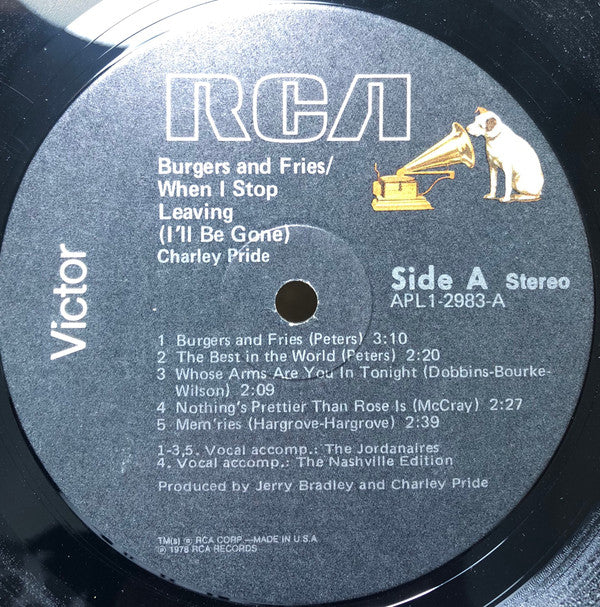 RCA
Burgers and Fries/
When I Stop
Leaving
(I'll Be Gone)
Charley Pride
Victor
Side A Stereo
APL1-2983-A
1 Burgers and Fries (Peters) 3:10
2 The Best in the World (Peters) 2:20
3 Whose Arms Are You In Tonight (Dobbins-Bourke-
Wilson) 2:09
4 Nothing's Prettier Than Rose Is (McCray) 2:27
5 Mem'ries (Hargrove-Hargrove) 2:39
1-3,5. Vocal accomp.: The Jordanaires
4. Vocal accomp.: The Nashville Edition
Produced by Jerry Bradley and Charley Pride
TM(s) ® RCA CORP.—MADE IN U.S.A
℗ 1978 RCA RECORDS